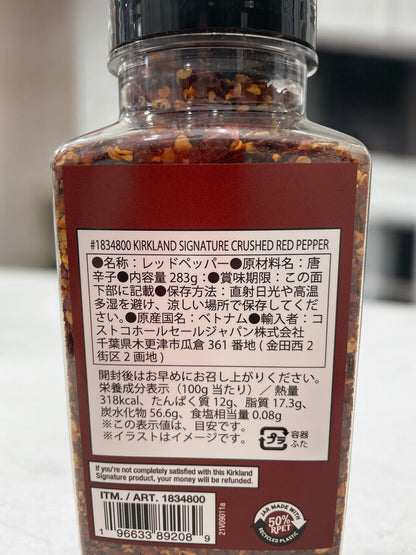 #1834800 KIRKLAND SIGNATURE CRUSHED RED PEPPER
●名称：レッドペッパー●原材料名：唐
辛子●内容量 283g：●賞味期限：この面
下部に記載●保存方法：直射日光や高温
多湿を避け、涼しい場所で保存してくだ
さい。●原産国名：ベトナム●輸入者：コ
ストコホールセールジャパン株式会社
千葉県木更津市瓜倉 361 番地 ( 金田西 2
街区 2 画地 )
開封後はお早めにお召し上がりください。
栄養成分表示（100g 当たり）／ 熱量
318kcal、たんぱく質 12g、脂質 17.3g、
炭水化物 56.6g、食塩相当量 0.08g
※この表示値は、目安です。
※イラストはイメージです。
プラ
容器
ふた
If you're not completely satisfied with this Kirkland
Signature product, your money will be refunded.
ITM. / ART. 1834800
1 96633 89208 9
21V09011a
JAR MADE WITH
50%
RPET
RECYCLED PLASTIC